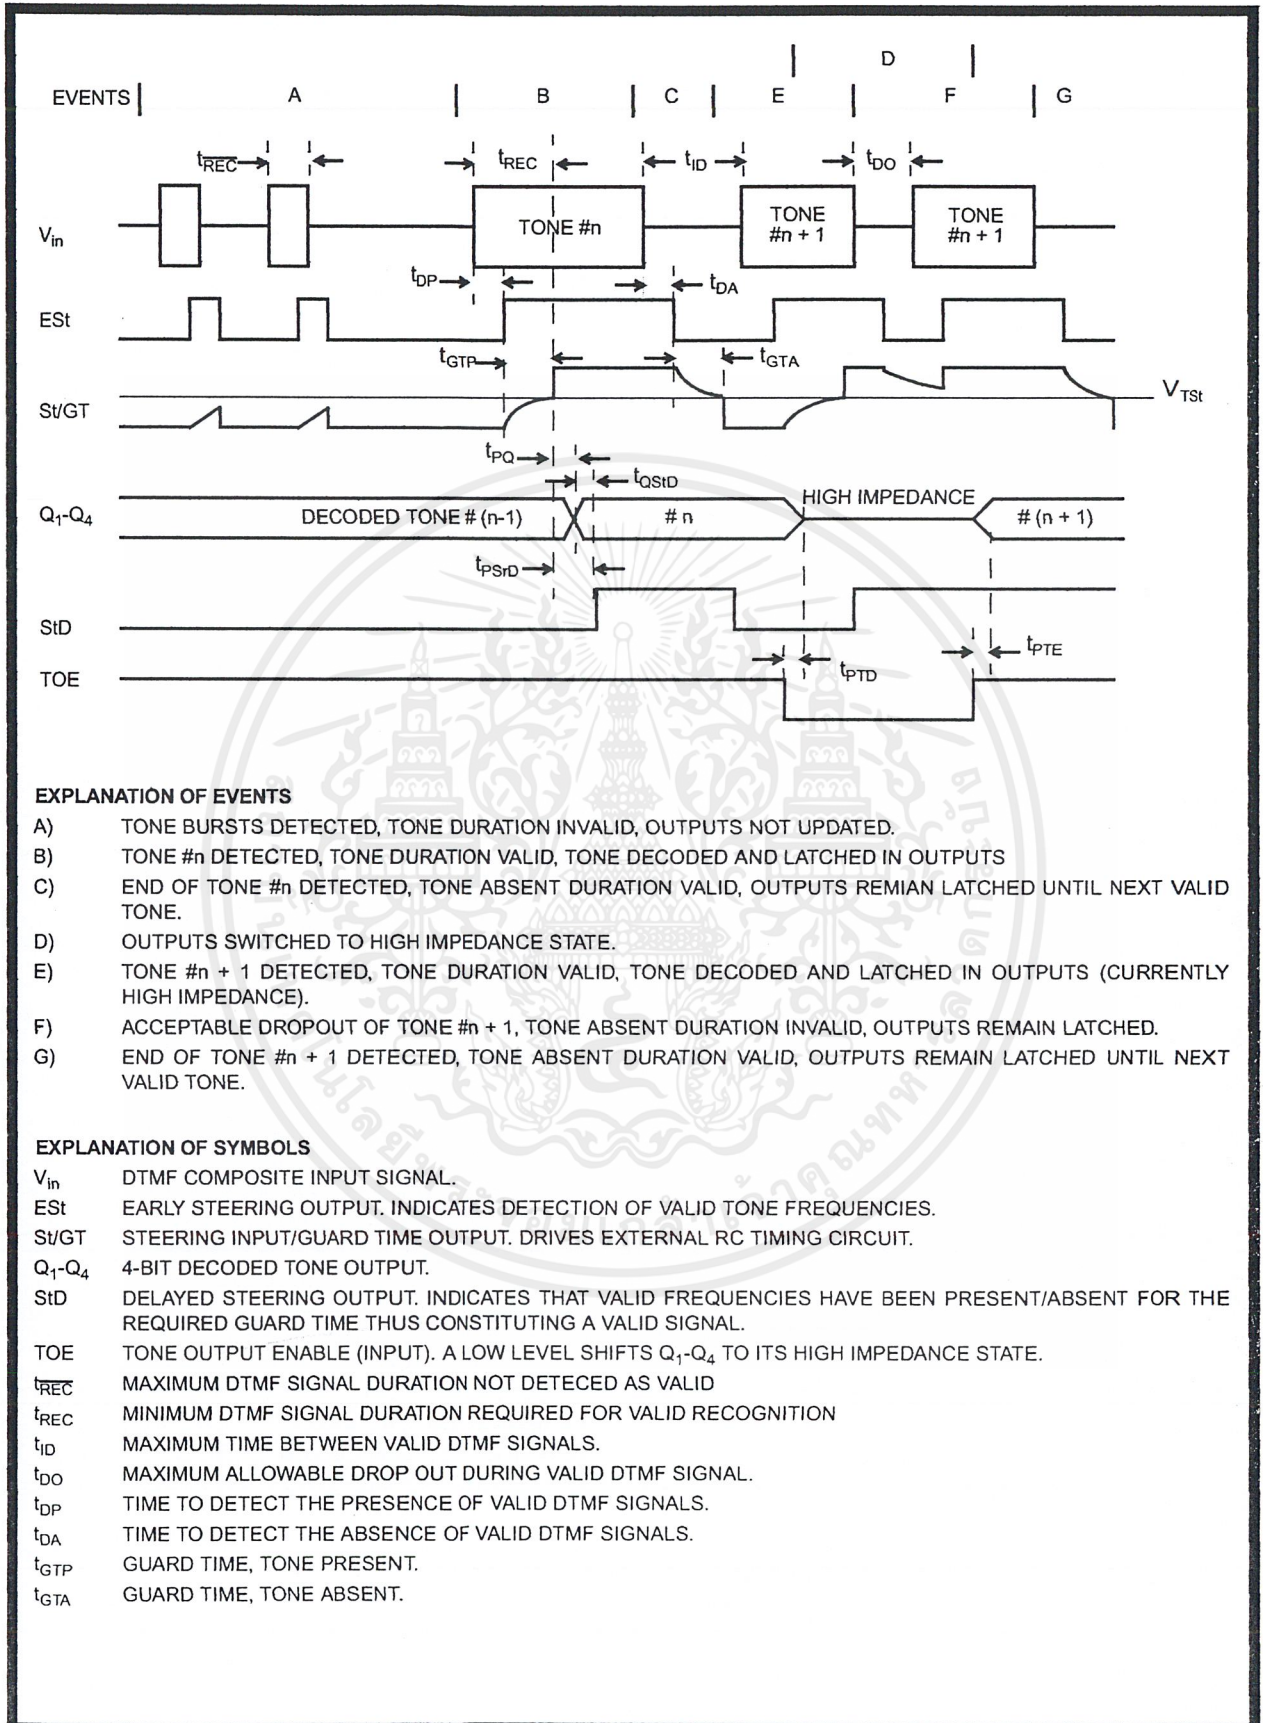 D
EVENTS A B C E F G
tREC tREC tID tDO
Vin TONE #n TONE #n + 1 TONE #n + 1
tDP tDA
ESt
tGTP tGTA
St/GT VTSt
tPQ tQStD
HIGH IMPEDANCE
Q1-Q4 DECODED TONE # (n-1) # n # (n + 1)
tPSrD
StD
tPTE
tPTD
TOE
EXPLANATION OF EVENTS
A) TONE BURSTS DETECTED, TONE DURATION INVALID, OUTPUTS NOT UPDATED.
B) TONE #n DETECTED, TONE DURATION VALID, TONE DECODED AND LATCHED IN OUTPUTS
C) END OF TONE #n DETECTED, TONE ABSENT DURATION VALID, OUTPUTS REMIAN LATCHED UNTIL NEXT VALID
TONE.
D) OUTPUTS SWITCHED TO HIGH IMPEDANCE STATE.
E) TONE #n + 1 DETECTED, TONE DURATION VALID, TONE DECODED AND LATCHED IN OUTPUTS (CURRENTLY
HIGH IMPEDANCE).
F) ACCEPTABLE DROPOUT OF TONE #n + 1, TONE ABSENT DURATION INVALID, OUTPUTS REMAIN LATCHED.
G) END OF TONE #n + 1 DETECTED, TONE ABSENT DURATION VALID, OUTPUTS REMAIN LATCHED UNTIL NEXT
VALID TONE.
EXPLANATION OF SYMBOLS
Vin DTMF COMPOSITE INPUT SIGNAL.
ESt EARLY STEERING OUTPUT. INDICATES DETECTION OF VALID TONE FREQUENCIES.
St/GT STEERING INPUT/GUARD TIME OUTPUT. DRIVES EXTERNAL RC TIMING CIRCUIT.
Q1-Q4 4-BIT DECODED TONE OUTPUT.
StD DELAYED STEERING OUTPUT. INDICATES THAT VALID FREQUENCIES HAVE BEEN PRESENT/ABSENT FOR THE
REQUIRED GUARD TIME THUS CONSTITUTING A VALID SIGNAL.
TOE TONE OUTPUT ENABLE (INPUT). A LOW LEVEL SHIFTS Q1-Q4 TO ITS HIGH IMPEDANCE STATE.
tREC MAXIMUM DTMF SIGNAL DURATION NOT DETECED AS VALID
tREC MINIMUM DTMF SIGNAL DURATION REQUIRED FOR VALID RECOGNITION
tID MAXIMUM TIME BETWEEN VALID DTMF SIGNALS.
tDO MAXIMUM ALLOWABLE DROP OUT DURING VALID DTMF SIGNAL.
tDP TIME TO DETECT THE PRESENCE OF VALID DTMF SIGNALS.
tDA TIME TO DETECT THE ABSENCE OF VALID DTMF SIGNALS.
tGTP GUARD TIME, TONE PRESENT.
tGTA GUARD TIME, TONE ABSENT.